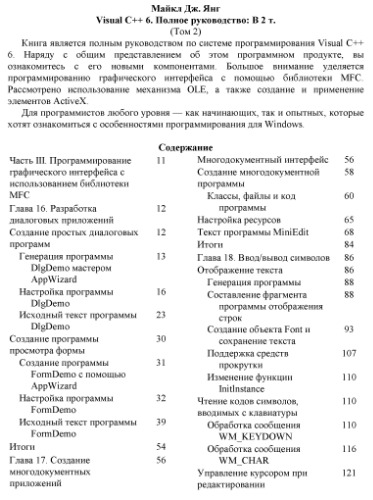 Майкл Дж. Янг
Visual C++ 6. Полное руководство: В 2 т.
(Том 2)
Книга является полным руководством по системе программирования Visual C++
6. Наряду с общим представлением об этом программном продукте, вы
ознакомитесь с его новыми компонентами. Большое внимание уделяется
программированию графического интерфейса с помощью библиотеки MFC.
Рассмотрено использование механизма OLE, а также создание и применение
элементов ActiveX.
Для программистов любого уровня — как начинающих, так и опытных, которые
хотят ознакомиться с особенностями программирования для Windows.
Содержание
Часть III. Программирование 11
графического интерфейса с
использованием библиотеки
MFC
Глава 16. Разработка 12
диалоговых приложений
Создание простых диалоговых 12
программ
Генерация программы 13
DlgDemo мастером
AppWizard
Настройка программы 16
DlgDemo
Исходный текст программы 23
DlgDemo
Создание программы 30
просмотра формы
Создание программы 31
FormDemo с помощью
AppWizard
Настройка программы 32
FormDemo
Исходный текст программы 39
FormDemo
Итоги 54
Глава 17. Создание 56
многодокументных
приложений
Многодокументный интерфейс 56
Создание многодокументной 58
программы
Классы, файлы и код 60
программы
Настройка ресурсов 65
Текст программы MiniEdit 68
Итоги 84
Глава 18. Ввод/вывод символов 86
Отображение текста 86
Генерация программы 88
Составление фрагмента 88
программы отображения
строк
Создание объекта Font и 93
сохранение текста
Поддержка средств 107
прокрутки
Изменение функции 110
InitInstance
Чтение кодов символов, 110
вводимых с клавиатуры
Обработка сообщения 110
WM_KEYDOWN
Обработка сообщения 116
WM_CHAR
Управление курсором при 121
редактировании